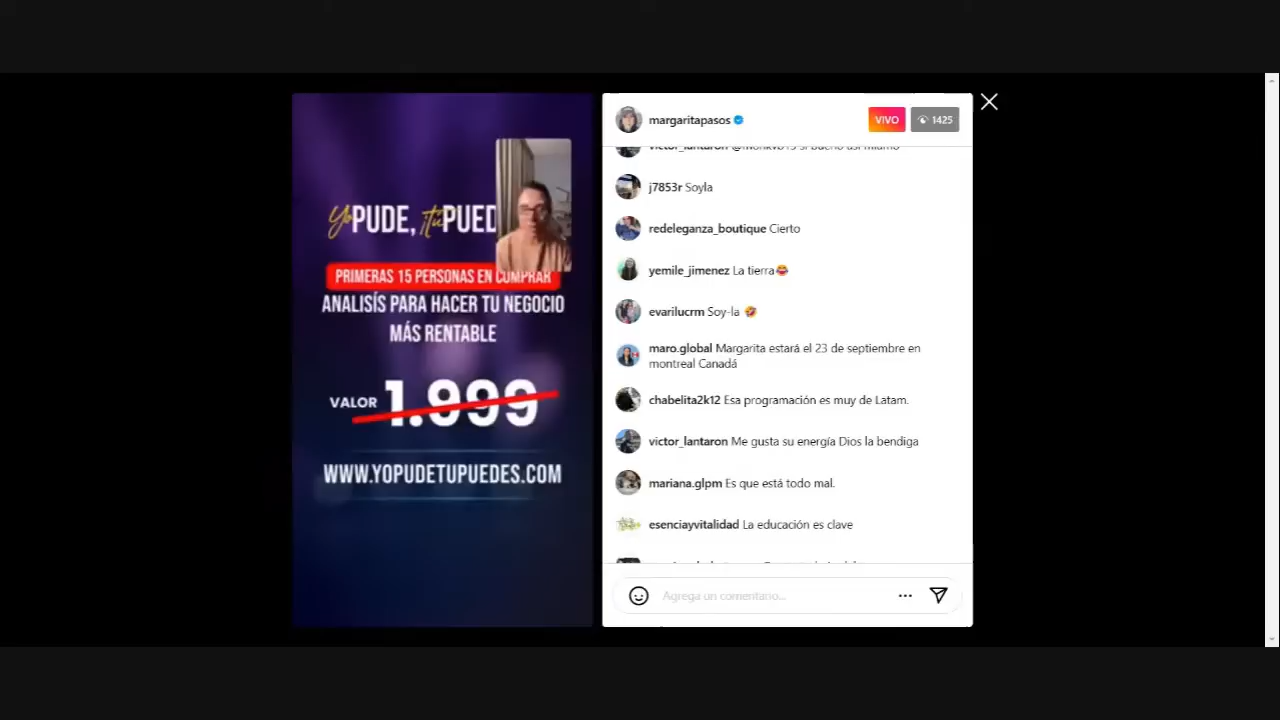 YoPUDE, ¡túPUED
PRIMERAS 15 PERSONAS EN COMPRAR
ANALISÍS PARA HACER TU NEGOCIO
MÁS RENTABLE
VALOR 1.999
WWW.YOPUDETUPUEDES.COM
margaritapasos
VIVO
1425
victor_lantaron
j7853r Soyla
redeleganza_boutique Cierto
yemile_jimenez La tierra😂
evarilucrm Soy-la 🤣
maro.global Margarita estará el 23 de septiembre en
montreal Canadá
chabelita2k12 Esa programación es muy de Latam.
victor_lantaron Me gusta su energía Dios la bendiga
mariana.glpm Es que está todo mal.
esenciayvitalidad La educación es clave
Agrega un comentario...